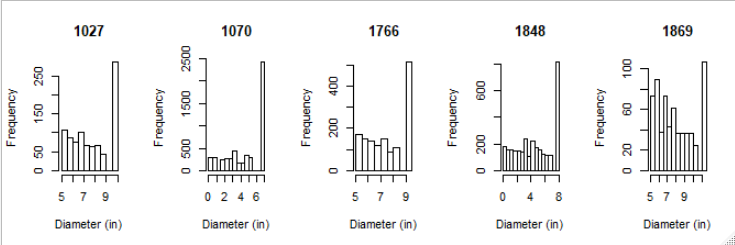 1027
Frequency
0 50 150 250
5 7 9
Diameter (in)
1070
Frequency
0 500 1500 2500
0 2 4 6
Diameter (in)
1766
Frequency
0 200 400
5 7 9
Diameter (in)
1848
Frequency
0 200 600
0 4 8
Diameter (in)
1869
Frequency
0 20 60 100
5 7 9
Diameter (in)